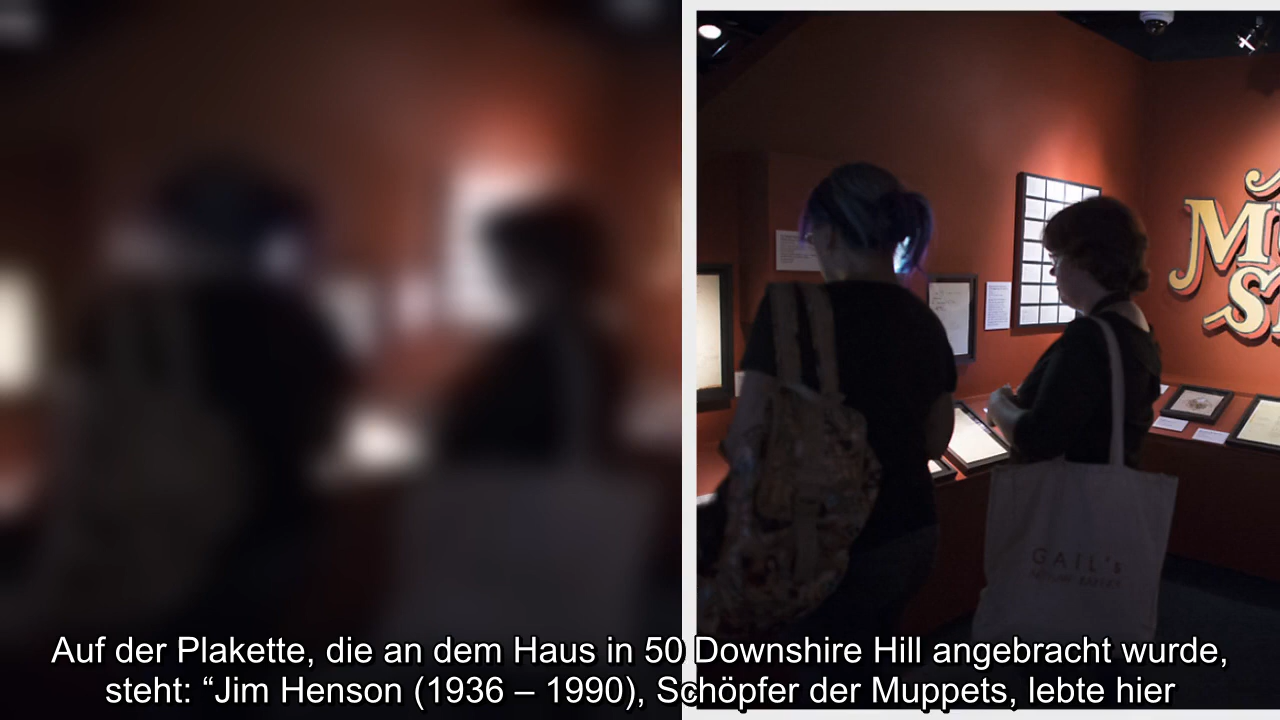 M
S
GAIL's
Auf der Plakette, die an dem Haus in 50 Downshire Hill angebracht wurde,
steht: “Jim Henson (1936 – 1990), Schöpfer der Muppets, lebte hier